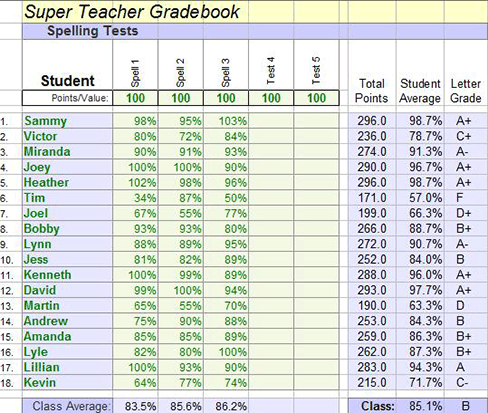 Super Teacher Gradebook
Spelling Tests
Student Spell 1 Spell 2 Spell 3 Test 4 Test 5 Total Points Student Average Letter Grade
Points/Value: 100 100 100 100 100
1. Sammy 98% 95% 103% 296.0 98.7% A+
2. Victor 80% 72% 84% 236.0 78.7% C+
3. Miranda 90% 91% 93% 274.0 91.3% A-
4. Joey 100% 100% 90% 290.0 96.7% A+
5. Heather 102% 98% 96% 296.0 98.7% A+
6. Tim 34% 87% 50% 171.0 57.0% F
7. Joel 67% 55% 77% 199.0 66.3% D+
8. Bobby 93% 93% 80% 266.0 88.7% B+
9. Lynn 88% 89% 95% 272.0 90.7% A-
10. Jess 81% 82% 89% 252.0 84.0% B
11. Kenneth 100% 99% 89% 288.0 96.0% A+
12. David 99% 100% 94% 293.0 97.7% A+
13. Martin 65% 55% 70% 190.0 63.3% D
14. Andrew 75% 90% 88% 253.0 84.3% B
15. Amanda 85% 85% 89% 259.0 86.3% B+
16. Lyle 82% 80% 100% 262.0 87.3% B+
17. Lillian 100% 93% 90% 283.0 94.3% A
18. Kevin 64% 77% 74% 215.0 71.7% C-
Class Average: 83.5% 85.6% 86.2% Class: 85.1% B